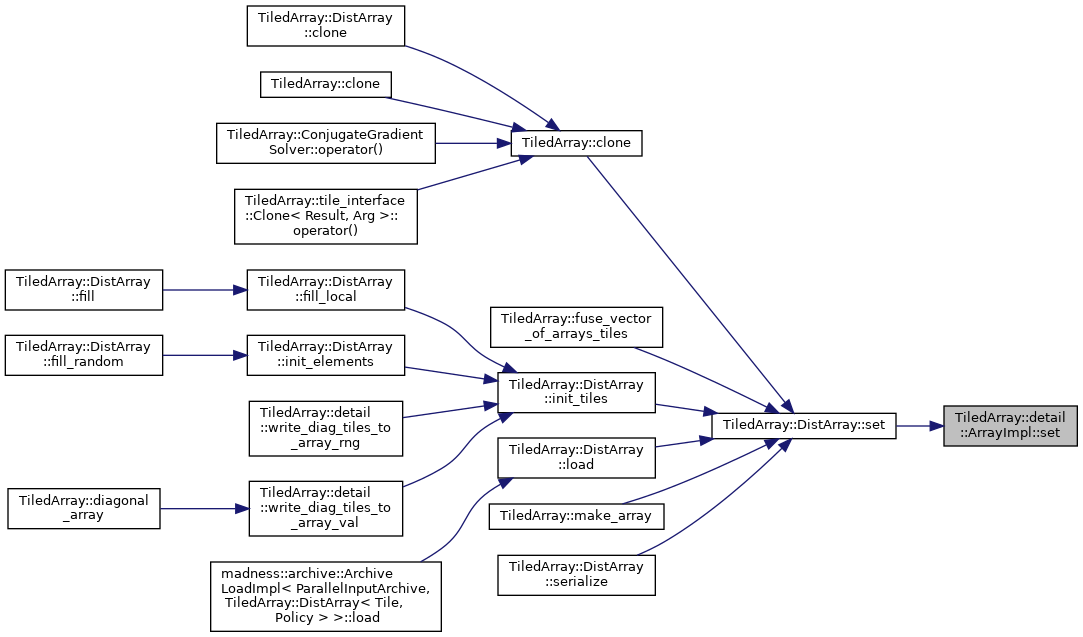 TiledArray::DistArray
::clone
TiledArray::clone
TiledArray::ConjugateGradient
Solver::operator()
TiledArray::clone
TiledArray::tile_interface
::Clone< Result, Arg >::
operator()
TiledArray::DistArray
::fill
TiledArray::DistArray
::fill_local
TiledArray::fuse_vector
_of_arrays_tiles
TiledArray::DistArray
::fill_random
TiledArray::DistArray
::init_elements
TiledArray::DistArray
::init_tiles
TiledArray::detail
::write_diag_tiles_to
_array_rng
TiledArray::DistArray::set
TiledArray::detail
::ArrayImpl::set
TiledArray::DistArray
::load
TiledArray::diagonal
_array
TiledArray::detail
::write_diag_tiles_to
_array_val
TiledArray::make_array
TiledArray::DistArray
::serialize
madness::archive::Archive
LoadImpl< ParallelInputArchive,
TiledArray::DistArray< Tile,
Policy > >::load